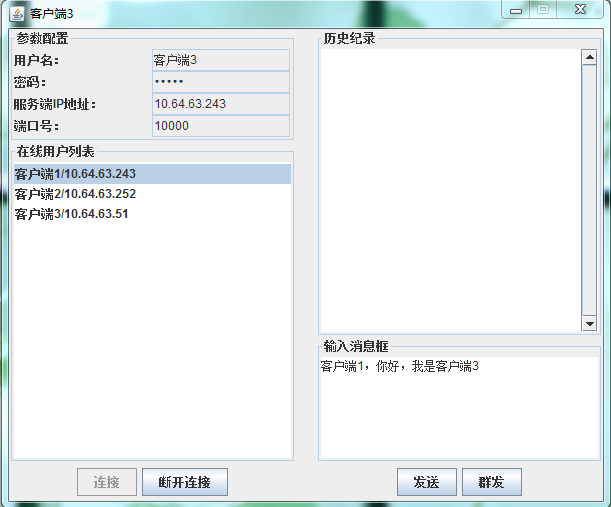 客户端3
参数配置
用户名：
客户端3
密码：
•••••
服务端IP地址：
10.64.63.243
端口号：
10000
在线用户列表
客户端1/10.64.63.243
客户端2/10.64.63.252
客户端3/10.64.63.51
连接
断开连接
历史纪录
输入消息框
客户端1，你好，我是客户端3
发送
群发